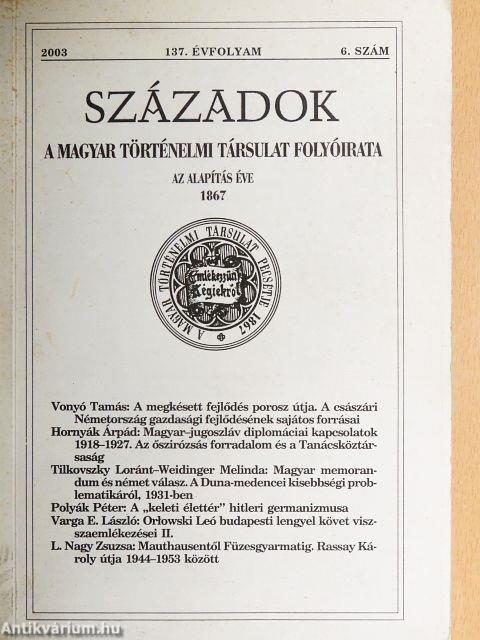 2003 137. ÉVFOLYAM 6. SZÁM
SZÁZADOK
A MAGYAR TÖRTÉNELMI TÁRSULAT FOLYÓIRATA
AZ ALAPÍTÁS ÉVE
1867
A MAGYAR TÖRTÉNELMI TÁRSULAT PECSÉTJE 1867
Emlékezzünk
Régiekről
Vonyó Tamás: A megkésett fejlődés porosz útja. A császári
Németország gazdasági fejlődésének sajátos forrásai
Hornyák Árpád: Magyar–jugoszláv diplomáciai kapcsolatok
1918–1927. Az őszirózsás forradalom és a Tanácsköztár-
saság
Tilkovszky Loránt–Weidinger Melinda: Magyar memoran-
dum és német válasz. A Duna-medencei kisebbségi prob-
lematikáról, 1931-ben
Polyák Péter: A „keleti élettér” hitleri germanizmusa
Varga E. László: Orłowski Leó budapesti lengyel követ visz-
szaemlékezései II.
L. Nagy Zsuzsa: Mauthausentől Füzesgyarmatig. Rassay Ká-
roly útja 1944–1953 között
Antikvárium.hu